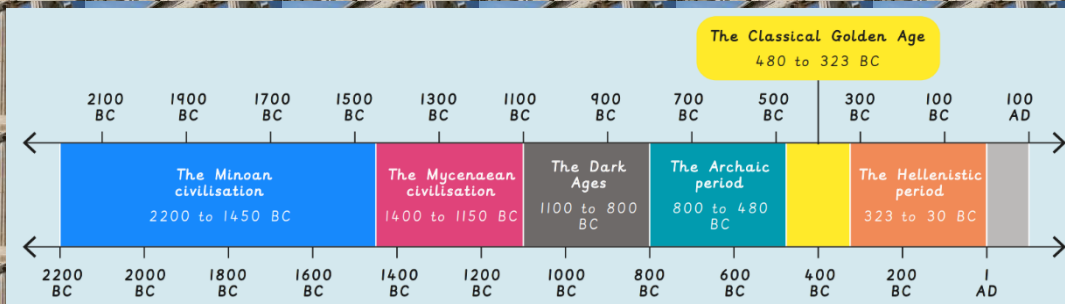 The Classical Golden Age
480 to 323 BC
2100 BC
1900 BC
1700 BC
1500 BC
1300 BC
1100 BC
900 BC
700 BC
500 BC
300 BC
100 BC
100 AD
The Minoan
civilisation
2200 to 1450 BC
The Mycenaean
civilisation
1400 to 1150 BC
The Dark
Ages
1100 to 800
BC
The Archaic
period
800 to 480
BC
The Hellenistic
period
323 to 30 BC
2200 BC
2000 BC
1800 BC
1600 BC
1400 BC
1200 BC
1000 BC
800 BC
600 BC
400 BC
200 BC
1 AD